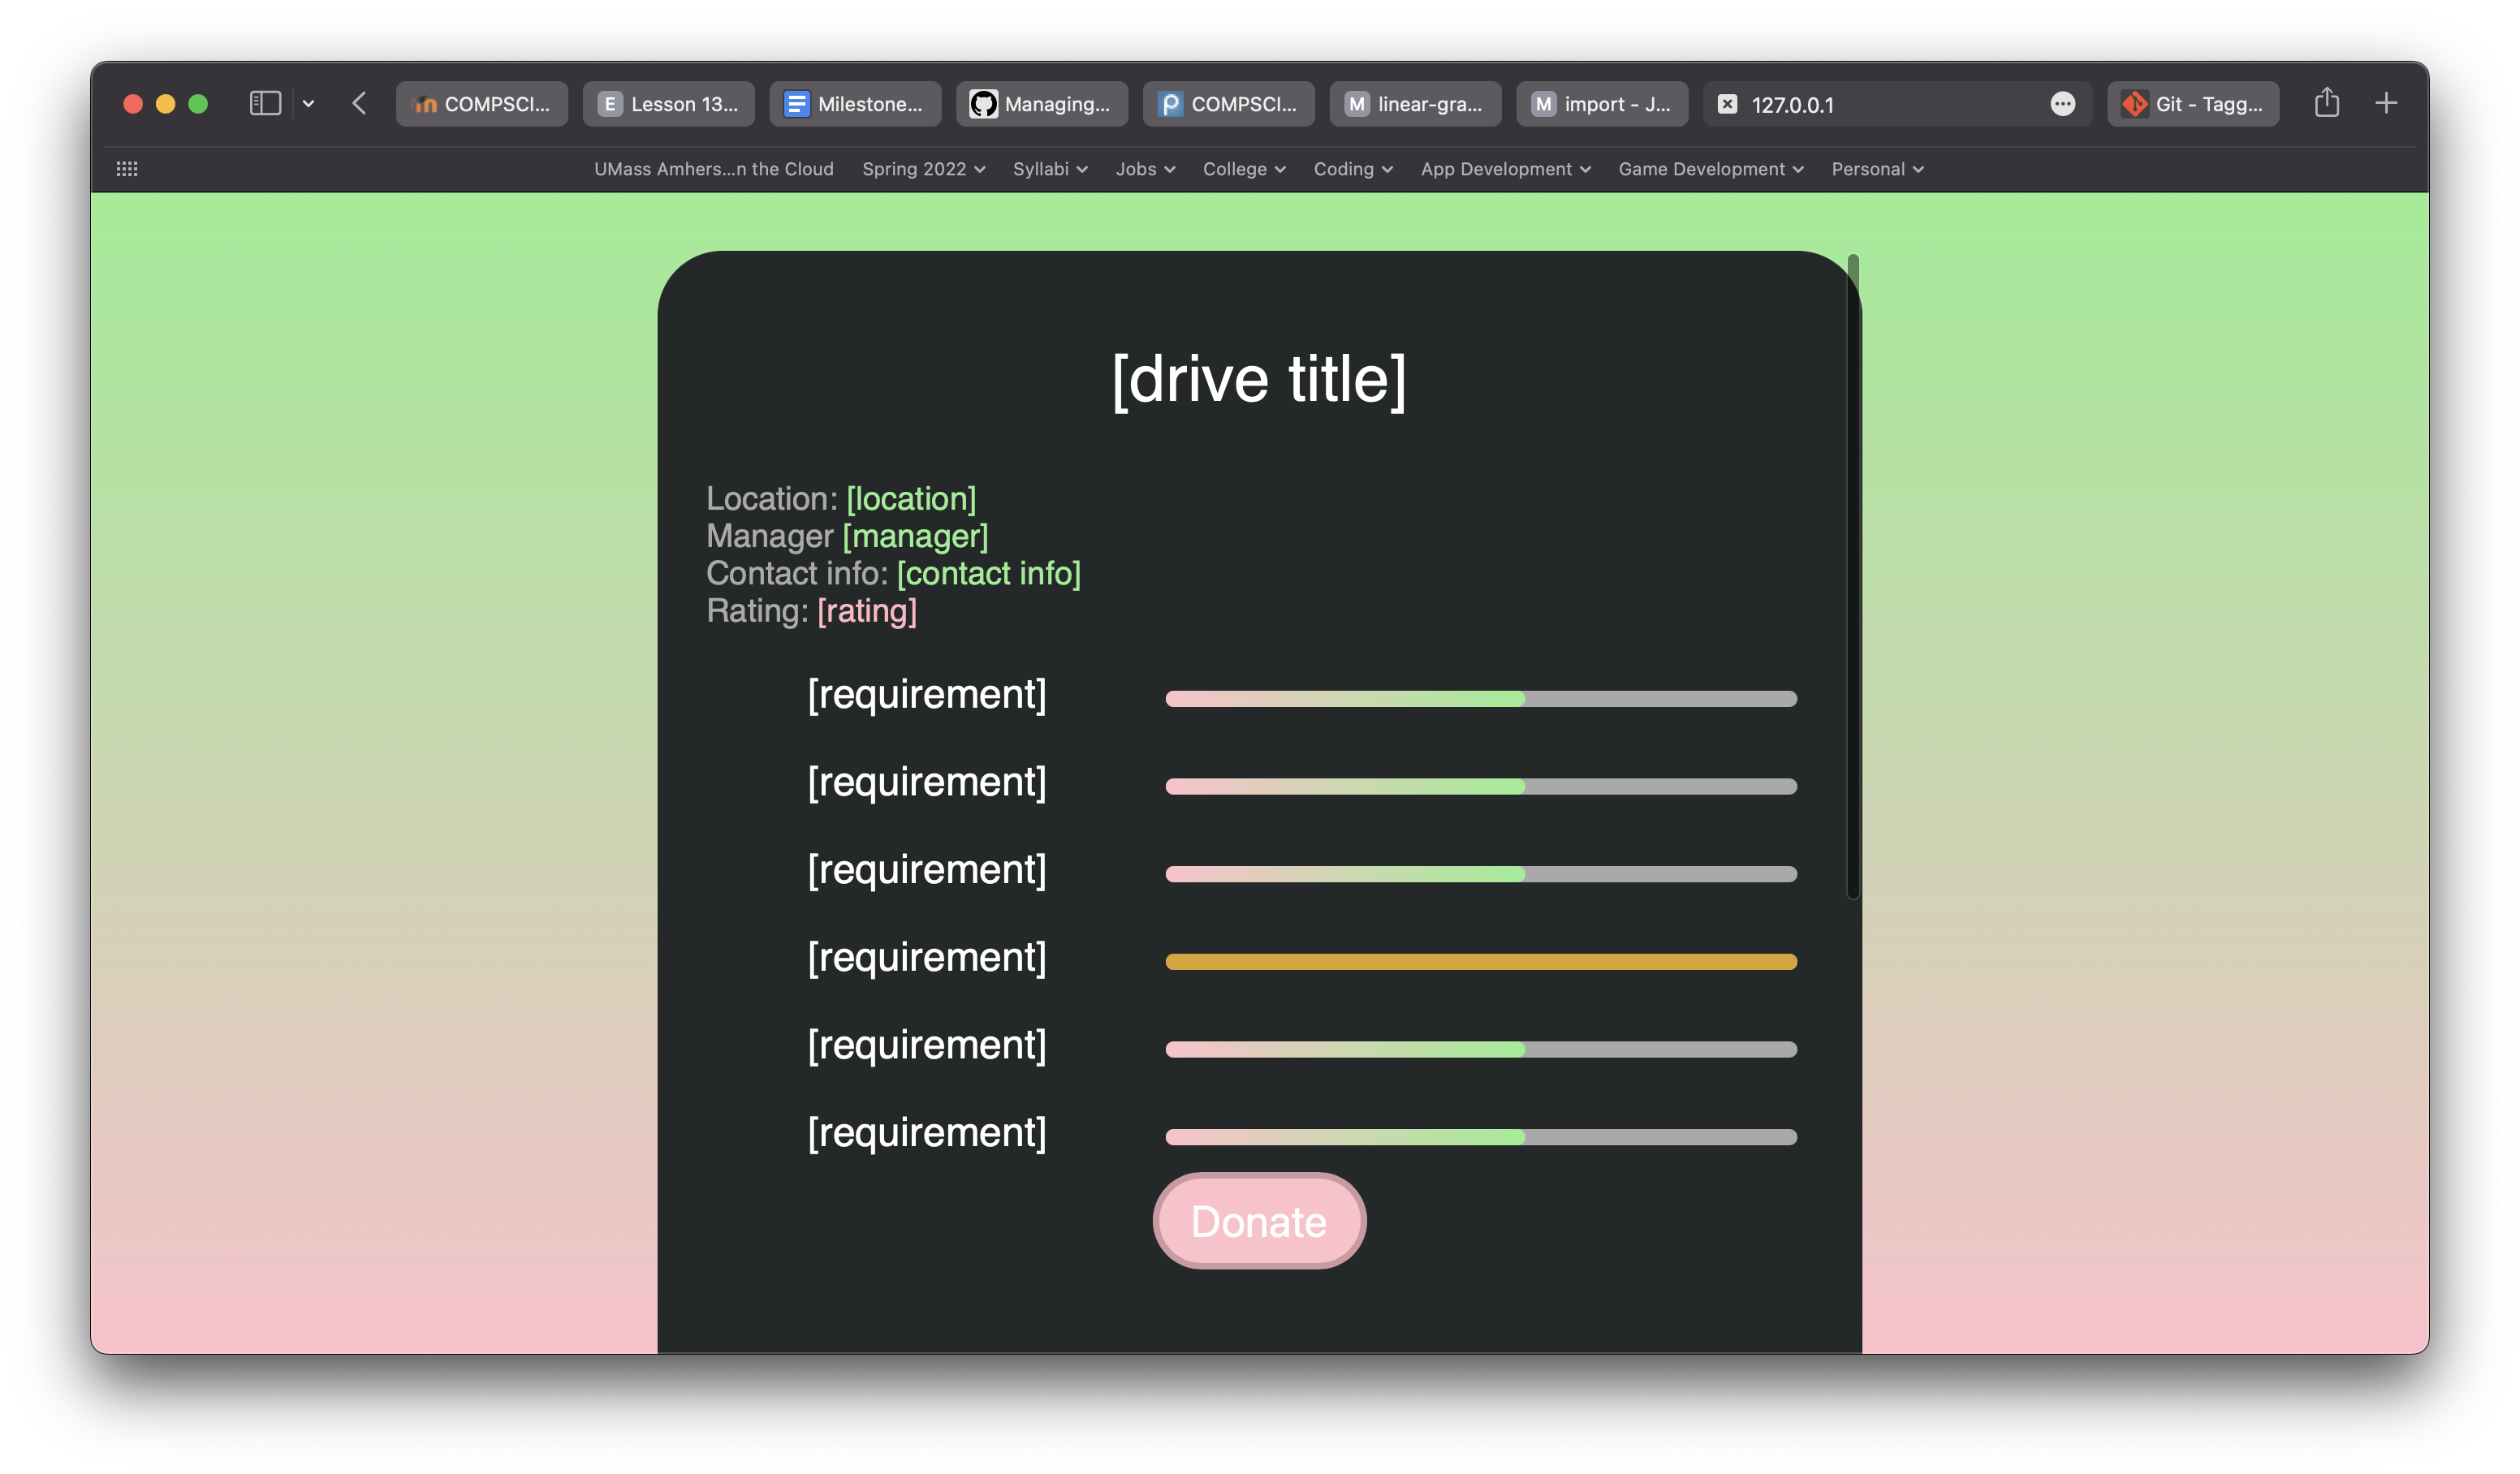 COMPSCI...
E Lesson 13...
Milestone...
Managing...
COMPSCI...
M linear-gra...
M import - J...
127.0.0.1
Git - Tagg...
UMass Amhers...n the Cloud
Spring 2022
Syllabi
Jobs
College
Coding
App Development
Game Development
Personal
[drive title]
Location: [location]
Manager [manager]
Contact info: [contact info]
Rating: [rating]
[requirement]
[requirement]
[requirement]
[requirement]
[requirement]
[requirement]
Donate